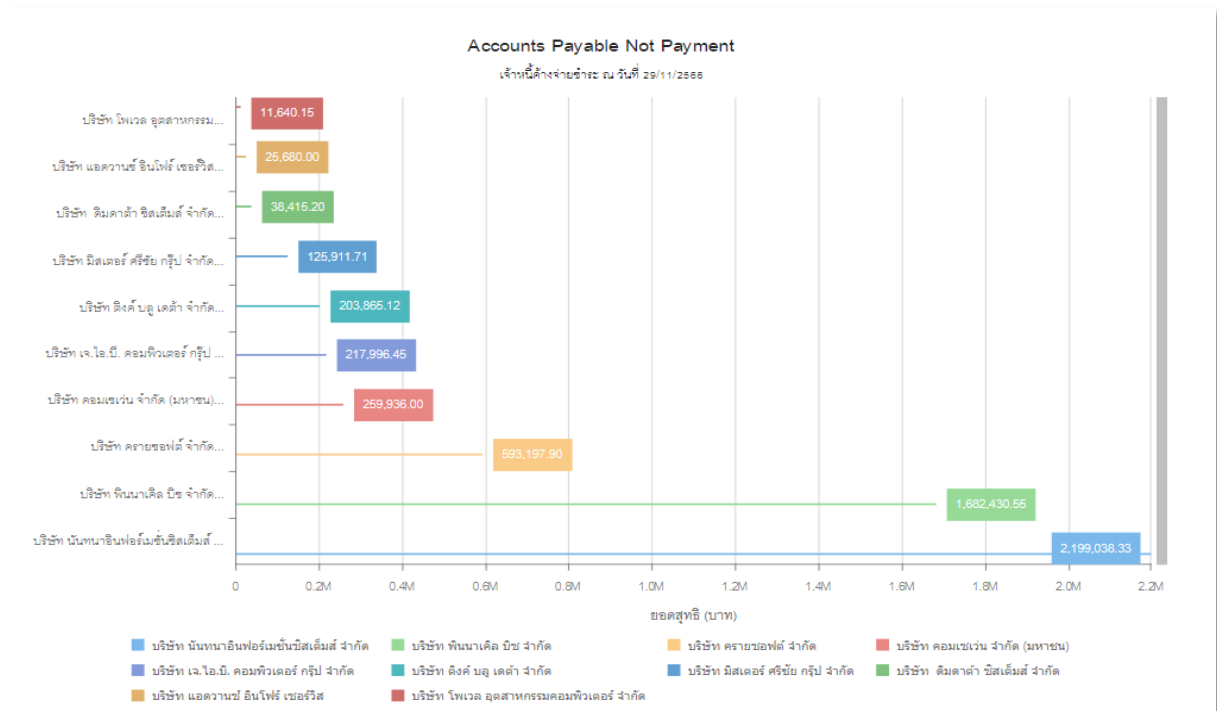 Accounts Payable Not Payment
เจ้าหนี้ค้างจ่ายชำระ ณ วันที่ 29/11/2566
บริษัท โพเวล อุตสาหกรรม... 11,640.15
บริษัท แอดวานซ์ อินโฟร์ เซอร์วิส... 25,680.00
บริษัท ดิมดาต้า ซิสเต็มส์ จำกัด... 38,415.20
บริษัท มิสเตอร์ ศรีชัย กรุ๊ป จำกัด... 125,911.71
บริษัท ติงค์ บลู เดต้า จำกัด... 203,865.12
บริษัท เจ.ไอ.บี. คอมพิวเตอร์ กรุ๊ป ... 217,996.45
บริษัท คอมเซเว่น จำกัด (มหาชน)... 259,936.00
บริษัท ครายซอฟต์ จำกัด... 593,197.90
บริษัท พินนาเคิล บิซ จำกัด... 1,682,430.55
บริษัท นันทนาอินฟอร์เมชั่นซิสเต็มส์ ... 2,199,038.33
0 0.2M 0.4M 0.6M 0.8M 1.0M 1.2M 1.4M 1.6M 1.8M 2.0M 2.2M
ยอดสุทธิ (บาท)
บริษัท นันทนาอินฟอร์เมชั่นซิสเต็มส์ จำกัด บริษัท พินนาเคิล บิซ จำกัด บริษัท ครายซอฟต์ จำกัด บริษัท คอมเซเว่น จำกัด (มหาชน)
บริษัท เจ.ไอ.บี. คอมพิวเตอร์ กรุ๊ป จำกัด บริษัท ติงค์ บลู เดต้า จำกัด บริษัท มิสเตอร์ ศรีชัย กรุ๊ป จำกัด บริษัท ดิมดาต้า ซิสเต็มส์ จำกัด
บริษัท แอดวานซ์ อินโฟร์ เซอร์วิส บริษัท โพเวล อุตสาหกรรมคอมพิวเตอร์ จำกัด